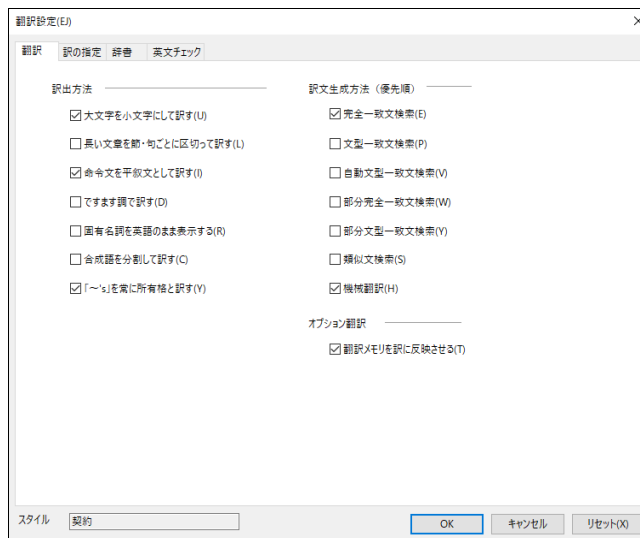 翻訳設定(EJ)
翻訳 訳の指定 辞書 英文チェック
訳出方法
大文字を小文字にして訳す(U)
長い文章を節・句ごとに区切って訳す(L)
命令文を平叙文として訳す(I)
ですます調で訳す(D)
固有名詞を英語のまま表示する(R)
合成語を分割して訳す(C)
「～'s」を常に所有格と訳す(Y)
訳文生成方法（優先順）
完全一致文検索(E)
文型一致文検索(P)
自動文型一致文検索(V)
部分完全一致文検索(W)
部分文型一致文検索(Y)
類似文検索(S)
機械翻訳(H)
オプション翻訳
翻訳メモリを訳に反映させる(T)
スタイル 契約
OK キャンセル リセット(X)